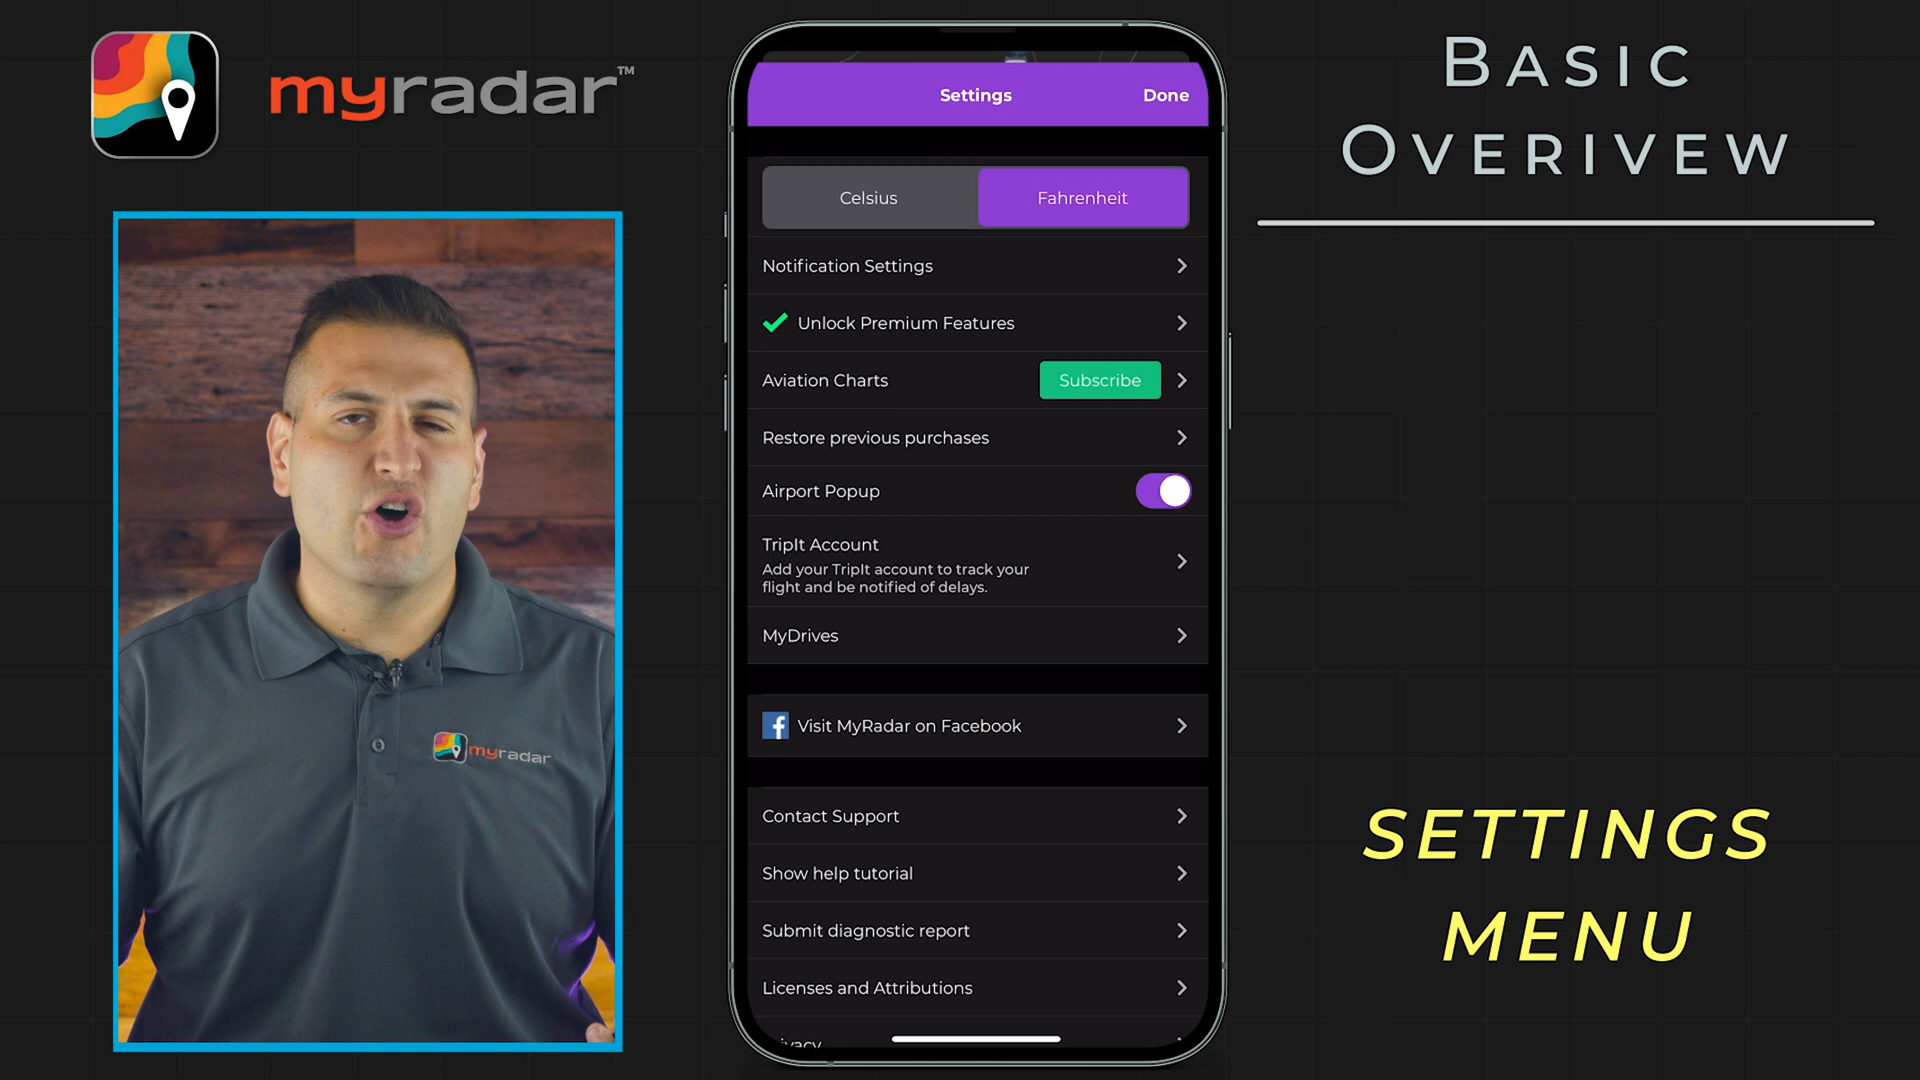 myradar™
BASIC
OVERIVEW
Settings
Done
Celsius
Fahrenheit
Notification Settings
Unlock Premium Features
Aviation Charts
Subscribe
Restore previous purchases
Airport Popup
TripIt Account
Add your TripIt account to track your
flight and be notified of delays.
MyDrives
f Visit MyRadar on Facebook
Contact Support
Show help tutorial
Submit diagnostic report
Licenses and Attributions
myradar
SETTINGS
MENU